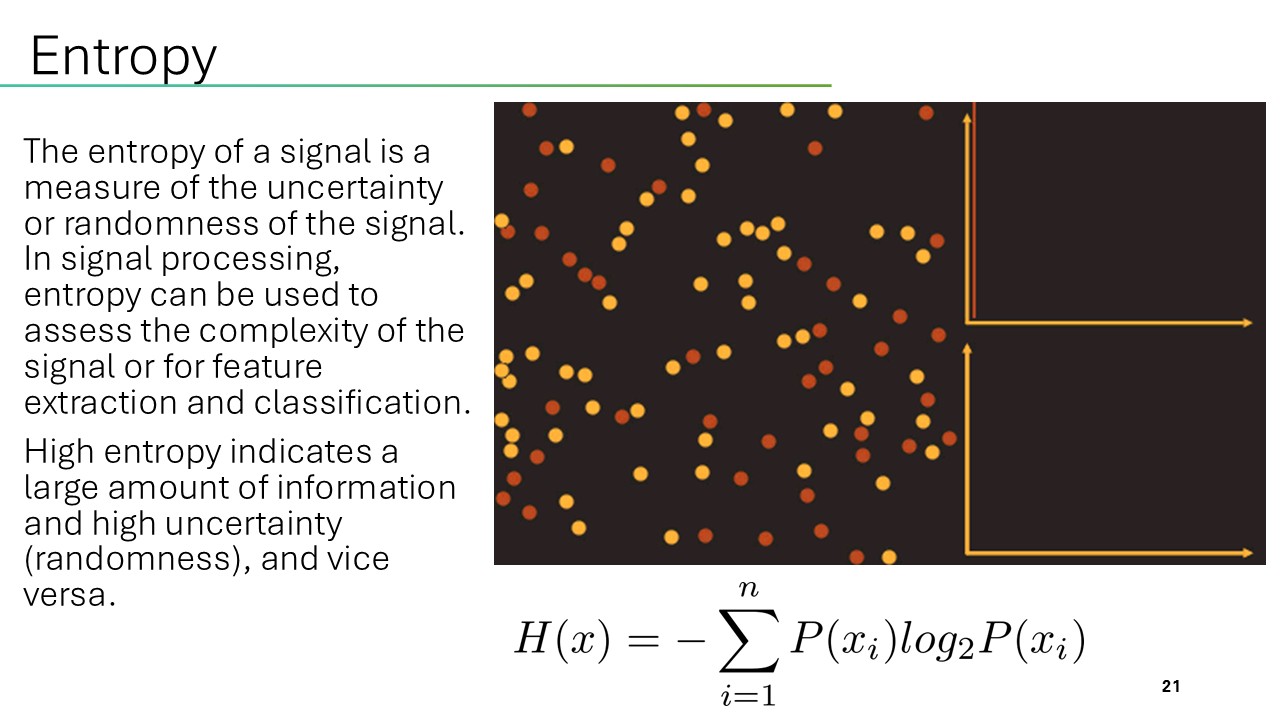 Entropy
The entropy of a signal is a
measure of the uncertainty
or randomness of the signal.
In signal processing,
entropy can be used to
assess the complexity of the
signal or for feature
extraction and classification.
High entropy indicates a
large amount of information
and high uncertainty
(randomness), and vice
versa.
H(x) = − ∑_{i=1}^{n} P(x_i)log_2P(x_i)
21